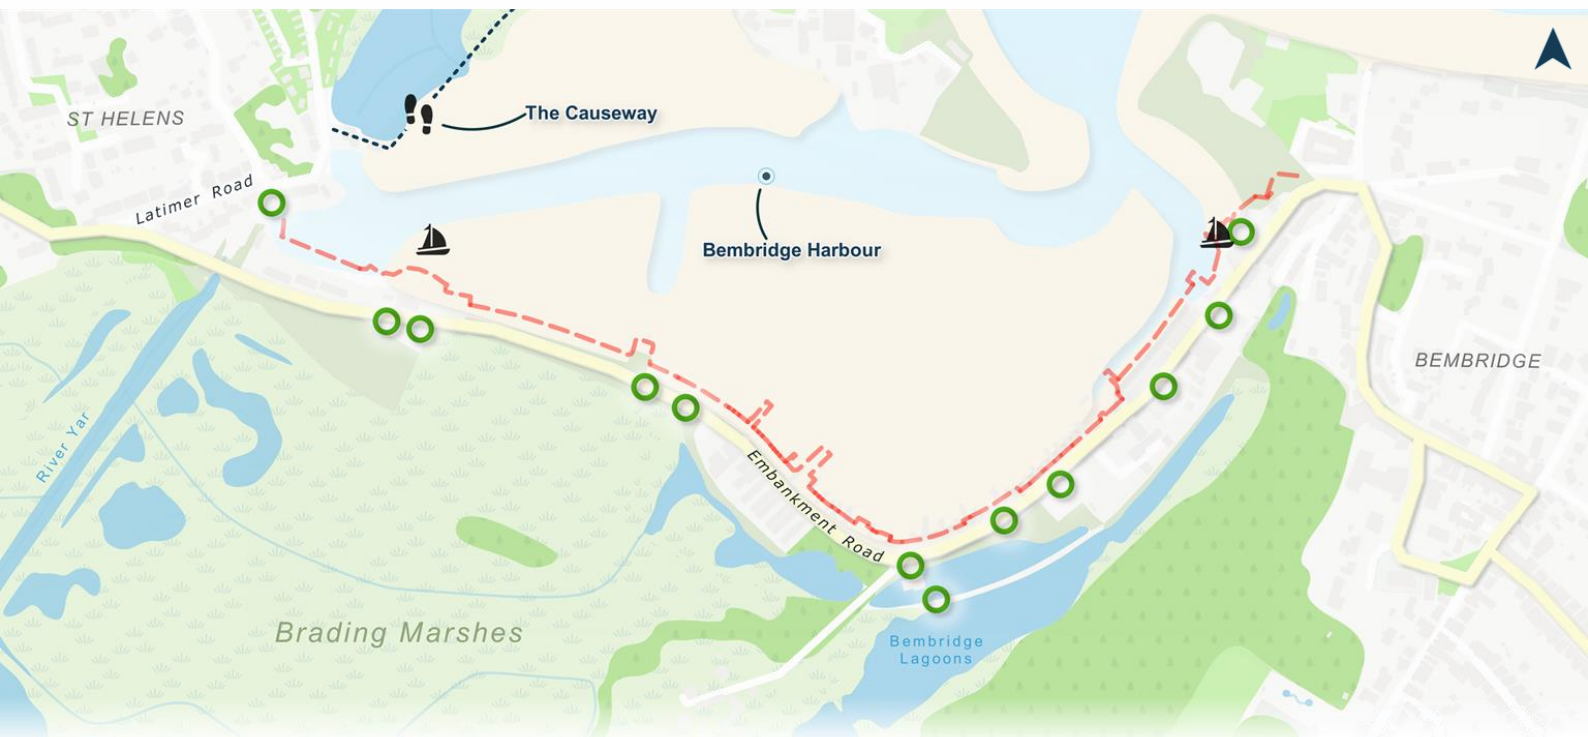 The Causeway
ST HELENS
Latimer Road
Bembridge Harbour
BEMBRIDGE
River Yar
Embankment Road
Brading Marshes
Bembridge
Lagoons